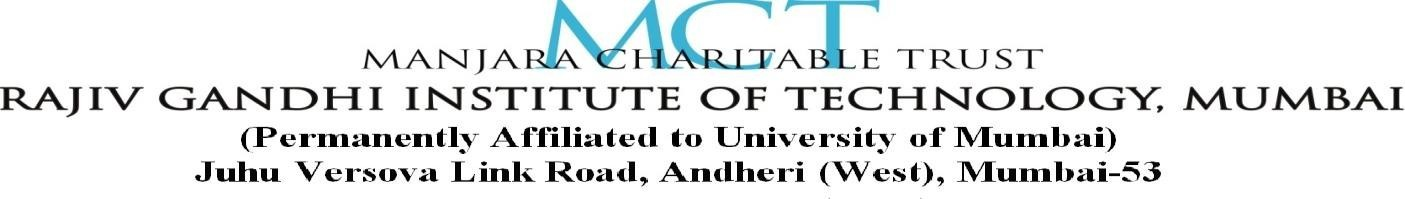 MCT
MANJARA CHARITABLE TRUST
RAJIV GANDHI INSTITUTE OF TECHNOLOGY, MUMBAI
(Permanently Affiliated to University of Mumbai)
Juhu Versova Link Road, Andheri (West), Mumbai-53